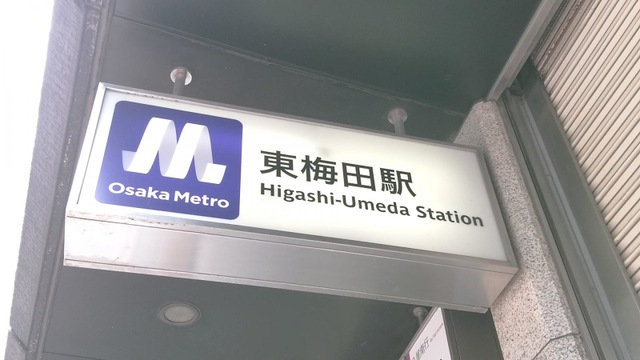 Osaka Metro
東梅田駅
Higashi-Umeda Station